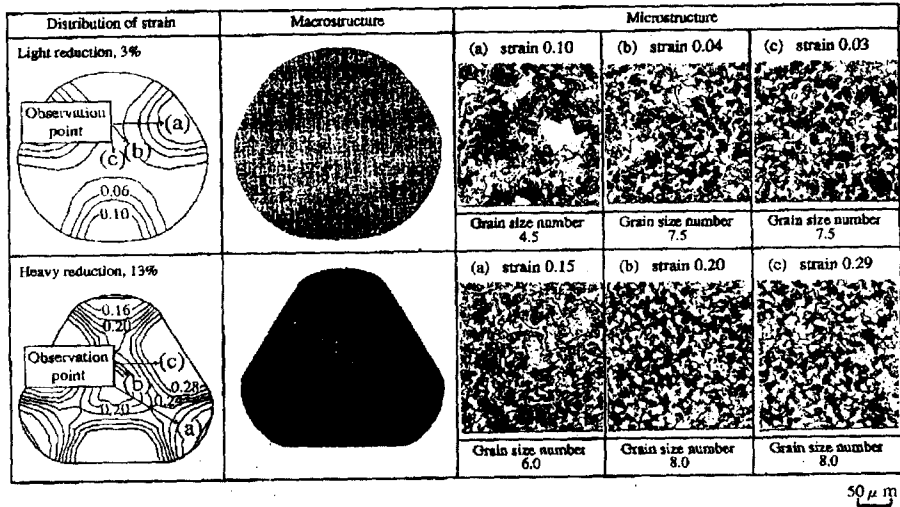 Distribution of strain
Macrostructure
Microstructure
Light reduction, 3%
Observation point
(a)
(b)
(c)
0.06
0.10
(a) strain 0.10
(b) strain 0.04
(c) strain 0.03
Grain size number 4.5
Grain size number 7.5
Grain size number 7.5
Heavy reduction, 13%
0.16
0.20
Observation point
(c)
(b)
0.28
0.20
(a)
(a) strain 0.15
(b) strain 0.20
(c) strain 0.29
Grain size number 6.0
Grain size number 8.0
Grain size number 8.0
50 μ m